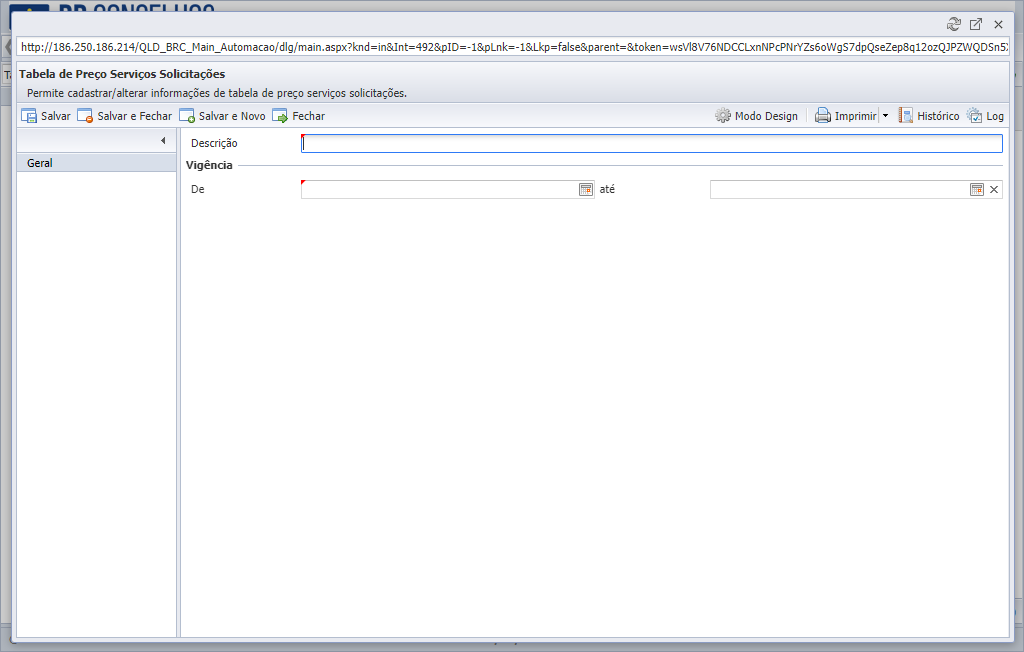 http://186.250.186.214/QLD_BRC_Main_Automacao/dlg/main.aspx?knd=in&Int=492&pID=-1&pLnk=-1&Lkp=false&parent=&token=wsVl8V76NDCCLxnNPcPNrYZs6oWgS7dpQseZep8q12ozQJPZWQDSn5X
Tabela de Preço Serviços Solicitações
Permite cadastrar/alterar informações de tabela de preço serviços solicitações.
Salvar Salvar e Fechar Salvar e Novo Fechar Modo Design Imprimir Histórico Log
Geral
Descrição
Vigência
De até